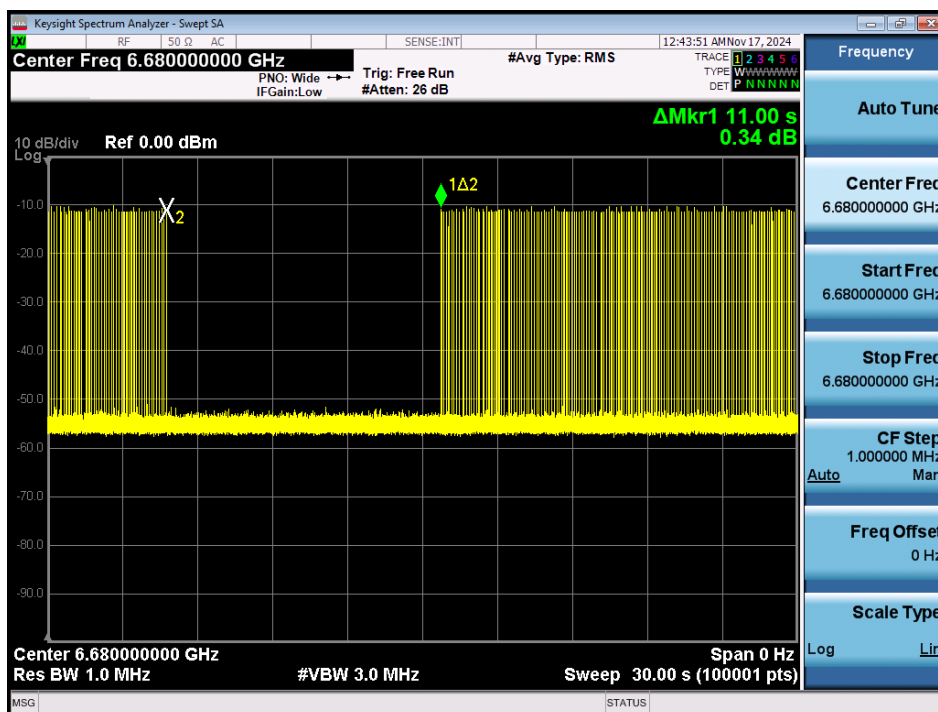 Keysight Spectrum Analyzer - Swept SA
LXI RF 50 Ω AC SENSE:INT 12:43:51 AM Nov 17, 2024
Center Freq 6.680000000 GHz
PNO: Wide
IFGain:Low
Trig: Free Run
#Atten: 26 dB
#Avg Type: RMS
TRACE 1 2 3 4 5 6
TYPE WWWWWW
DET P N N N N N
ΔMkr1 11.00 s
0.34 dB
10 dB/div Ref 0.00 dBm
Log
1Δ2
2
-10.0
-20.0
-30.0
-40.0
-50.0
-60.0
-70.0
-80.0
-90.0
Center 6.680000000 GHz Span 0 Hz
Res BW 1.0 MHz #VBW 3.0 MHz Sweep 30.00 s (100001 pts)
MSG STATUS
Frequency
Auto Tune
Center Freq
6.680000000 GHz
Start Freq
6.680000000 GHz
Stop Freq
6.680000000 GHz
CF Step
1.000000 MHz
Auto Man
Freq Offset
0 Hz
Scale Type
Log Lin